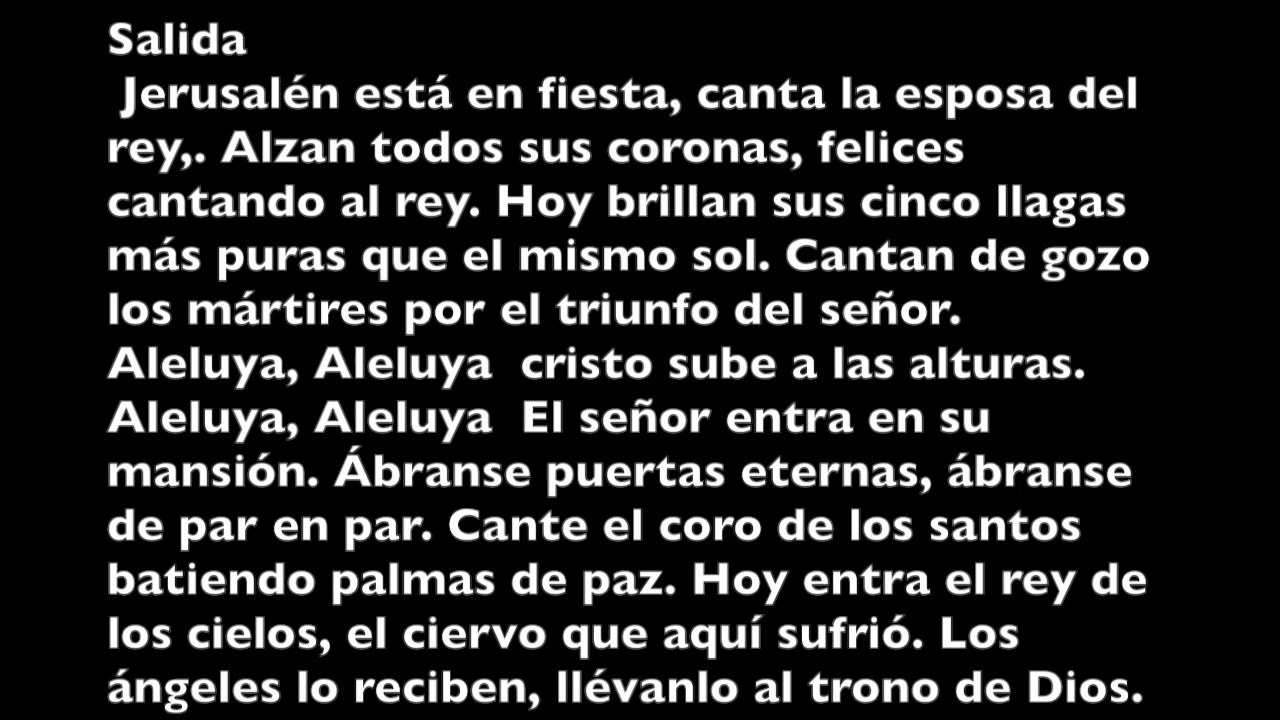 Salida
Jerusalén está en fiesta, canta la esposa del
rey,. Alzan todos sus coronas, felices
cantando al rey. Hoy brillan sus cinco llagas
más puras que el mismo sol. Cantan de gozo
los mártires por el triunfo del señor.
Aleluya, Aleluya  cristo sube a las alturas.
Aleluya, Aleluya  El señor entra en su
mansión. Ábranse puertas eternas, ábranse
de par en par. Cante el coro de los santos
batiendo palmas de paz. Hoy entra el rey de
los cielos, el ciervo que aquí sufrió. Los
ángeles lo reciben, llévanlo al trono de Dios.